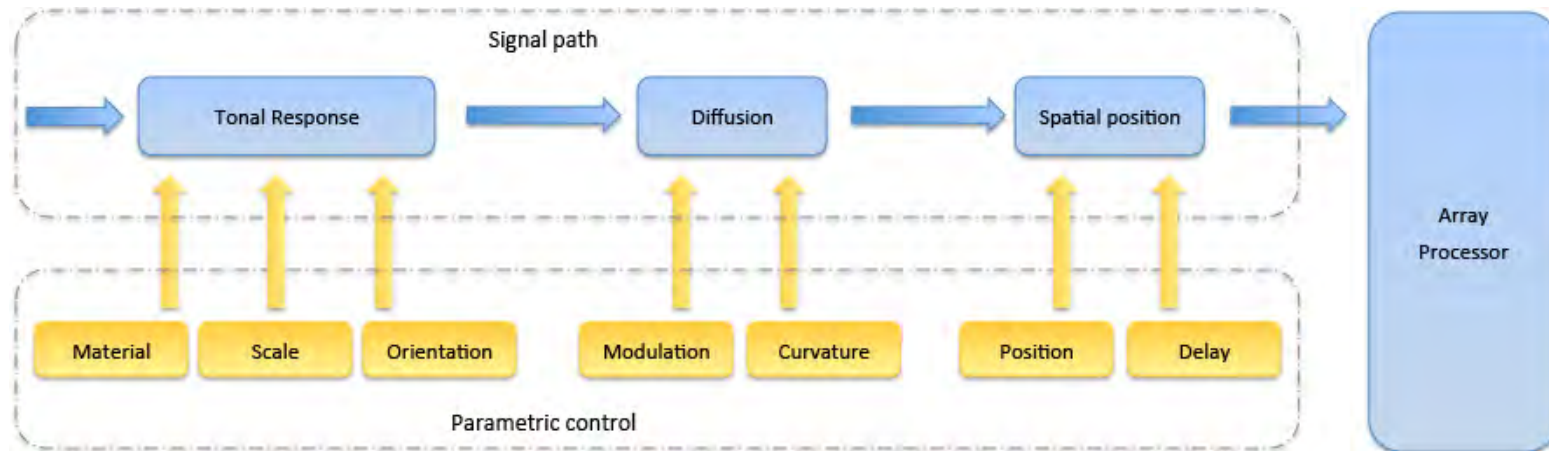 Signal path
Tonal Response
Diffusion
Spatial position
Array
Processor
Material
Scale
Orientation
Modulation
Curvature
Position
Delay
Parametric control